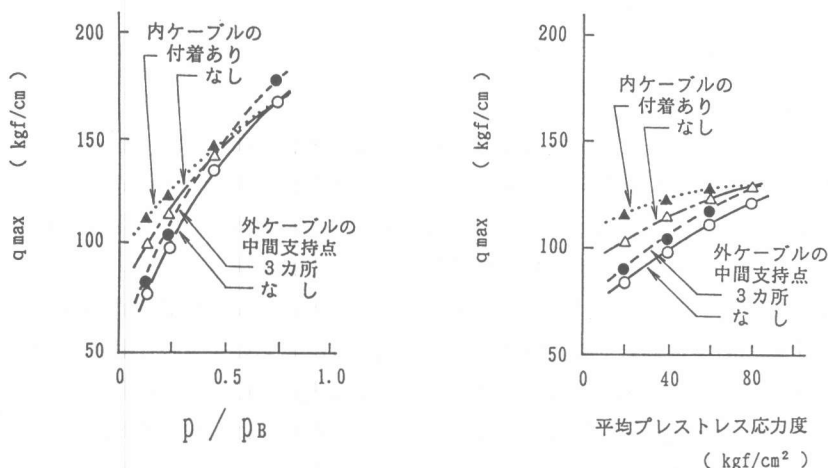 qmax ( kgf/cm )
200
150
100
50
0
0.5
1.0
内ケーブルの
付着あり
なし
外ケーブルの
中間支持点
3カ所
なし
p / pB
qmax ( kgf/cm )
200
150
100
50
0
40
80
内ケーブルの
付着あり
なし
外ケーブルの
中間支持点
3カ所
なし
平均プレストレス応力度
( kgf/cm² )